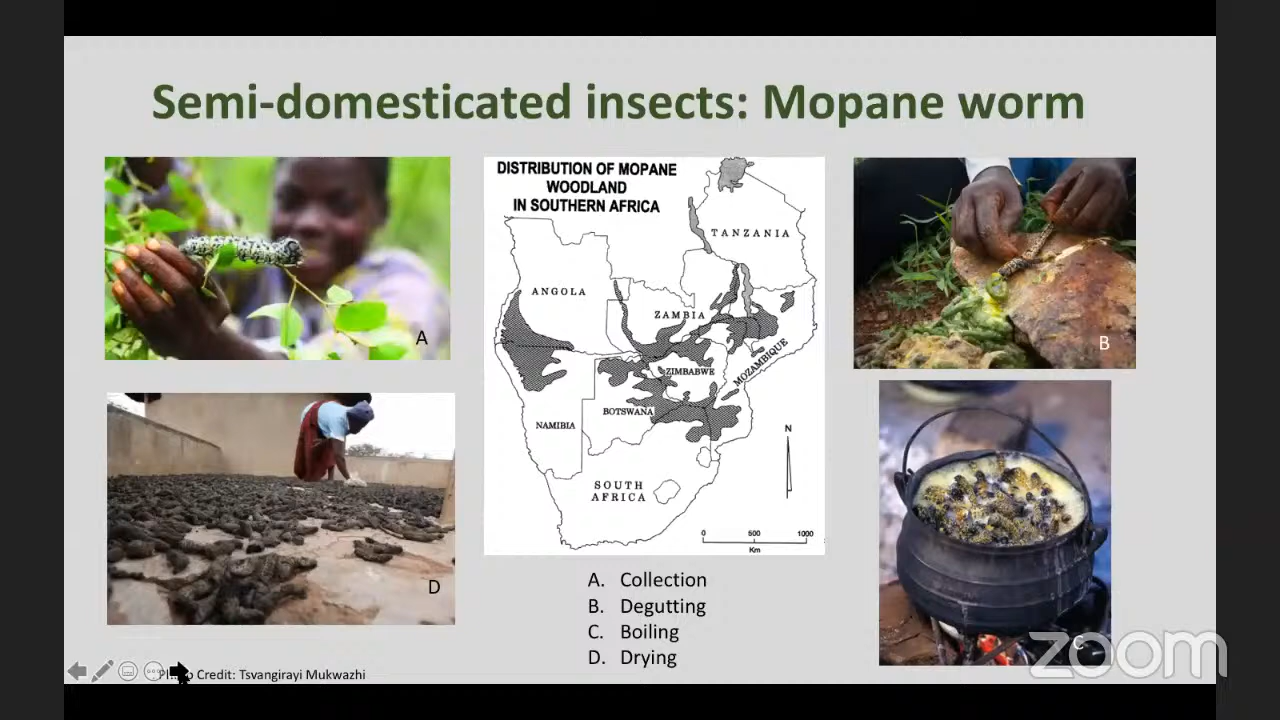 Semi-domesticated insects: Mopane worm
A
DISTRIBUTION OF MOPANE
WOODLAND
IN SOUTHERN AFRICA
TANZANIA
ANGOLA
ZAMBIA
ZIMBABWE
MOZAMBIQUE
BOTSWANA
NAMIBIA
SOUTH
AFRICA
N
0 500 1000
Km
B
D
C
A. Collection
B. Degutting
C. Boiling
D. Drying
Credit: Tsvangirayi Mukwazhi
zoom